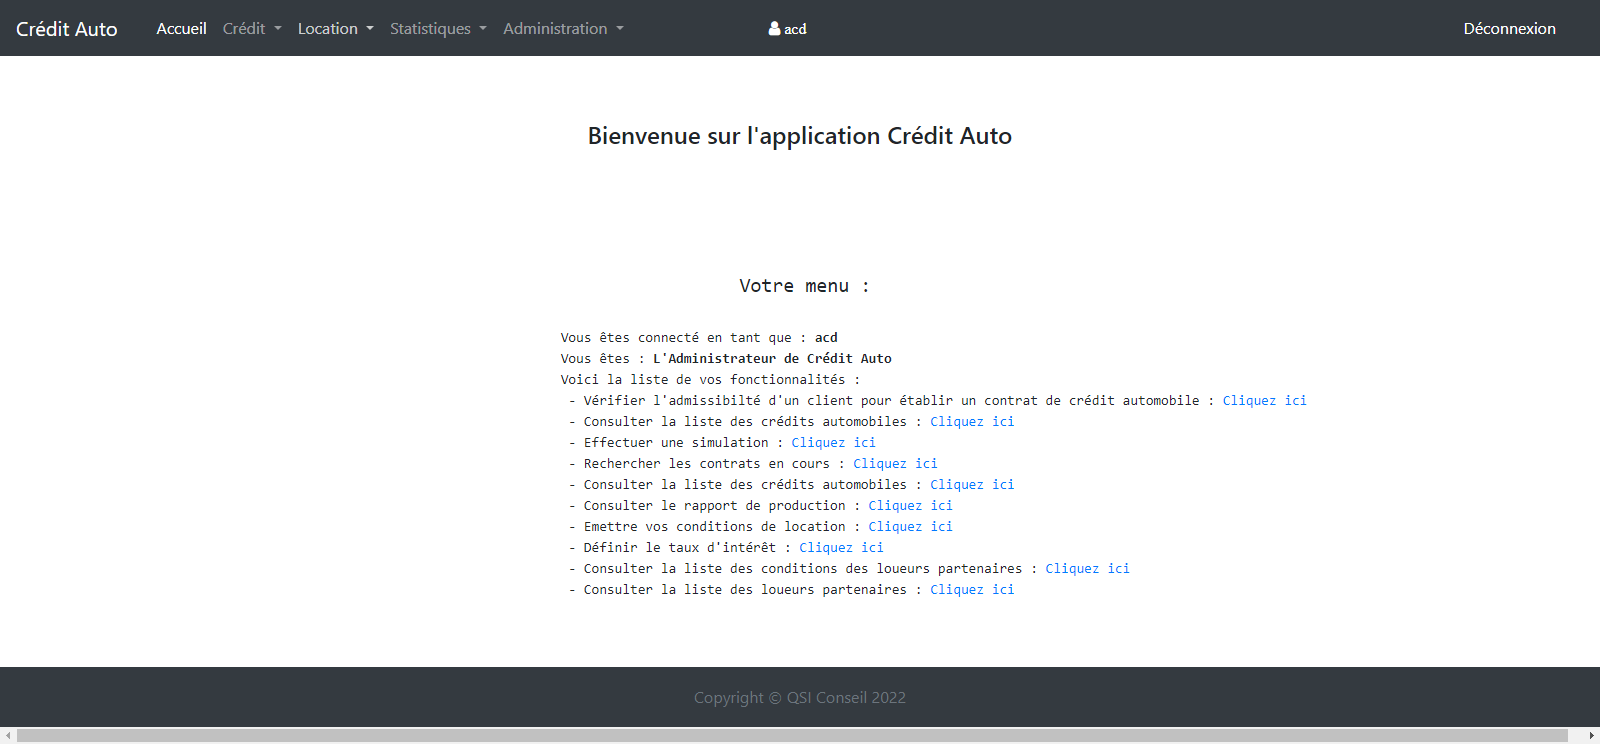 Crédit Auto Accueil Crédit Location Statistiques Administration acd Déconnexion
Bienvenue sur l'application Crédit Auto
Votre menu :
Vous êtes connecté en tant que : acd
Vous êtes : L'Administrateur de Crédit Auto
Voici la liste de vos fonctionnalités :
- Vérifier l'admissibilté d'un client pour établir un contrat de crédit automobile : Cliquez ici
- Consulter la liste des crédits automobiles : Cliquez ici
- Effectuer une simulation : Cliquez ici
- Rechercher les contrats en cours : Cliquez ici
- Consulter la liste des crédits automobiles : Cliquez ici
- Consulter le rapport de production : Cliquez ici
- Emettre vos conditions de location : Cliquez ici
- Définir le taux d'intérêt : Cliquez ici
- Consulter la liste des conditions des loueurs partenaires : Cliquez ici
- Consulter la liste des loueurs partenaires : Cliquez ici
Copyright © QSI Conseil 2022